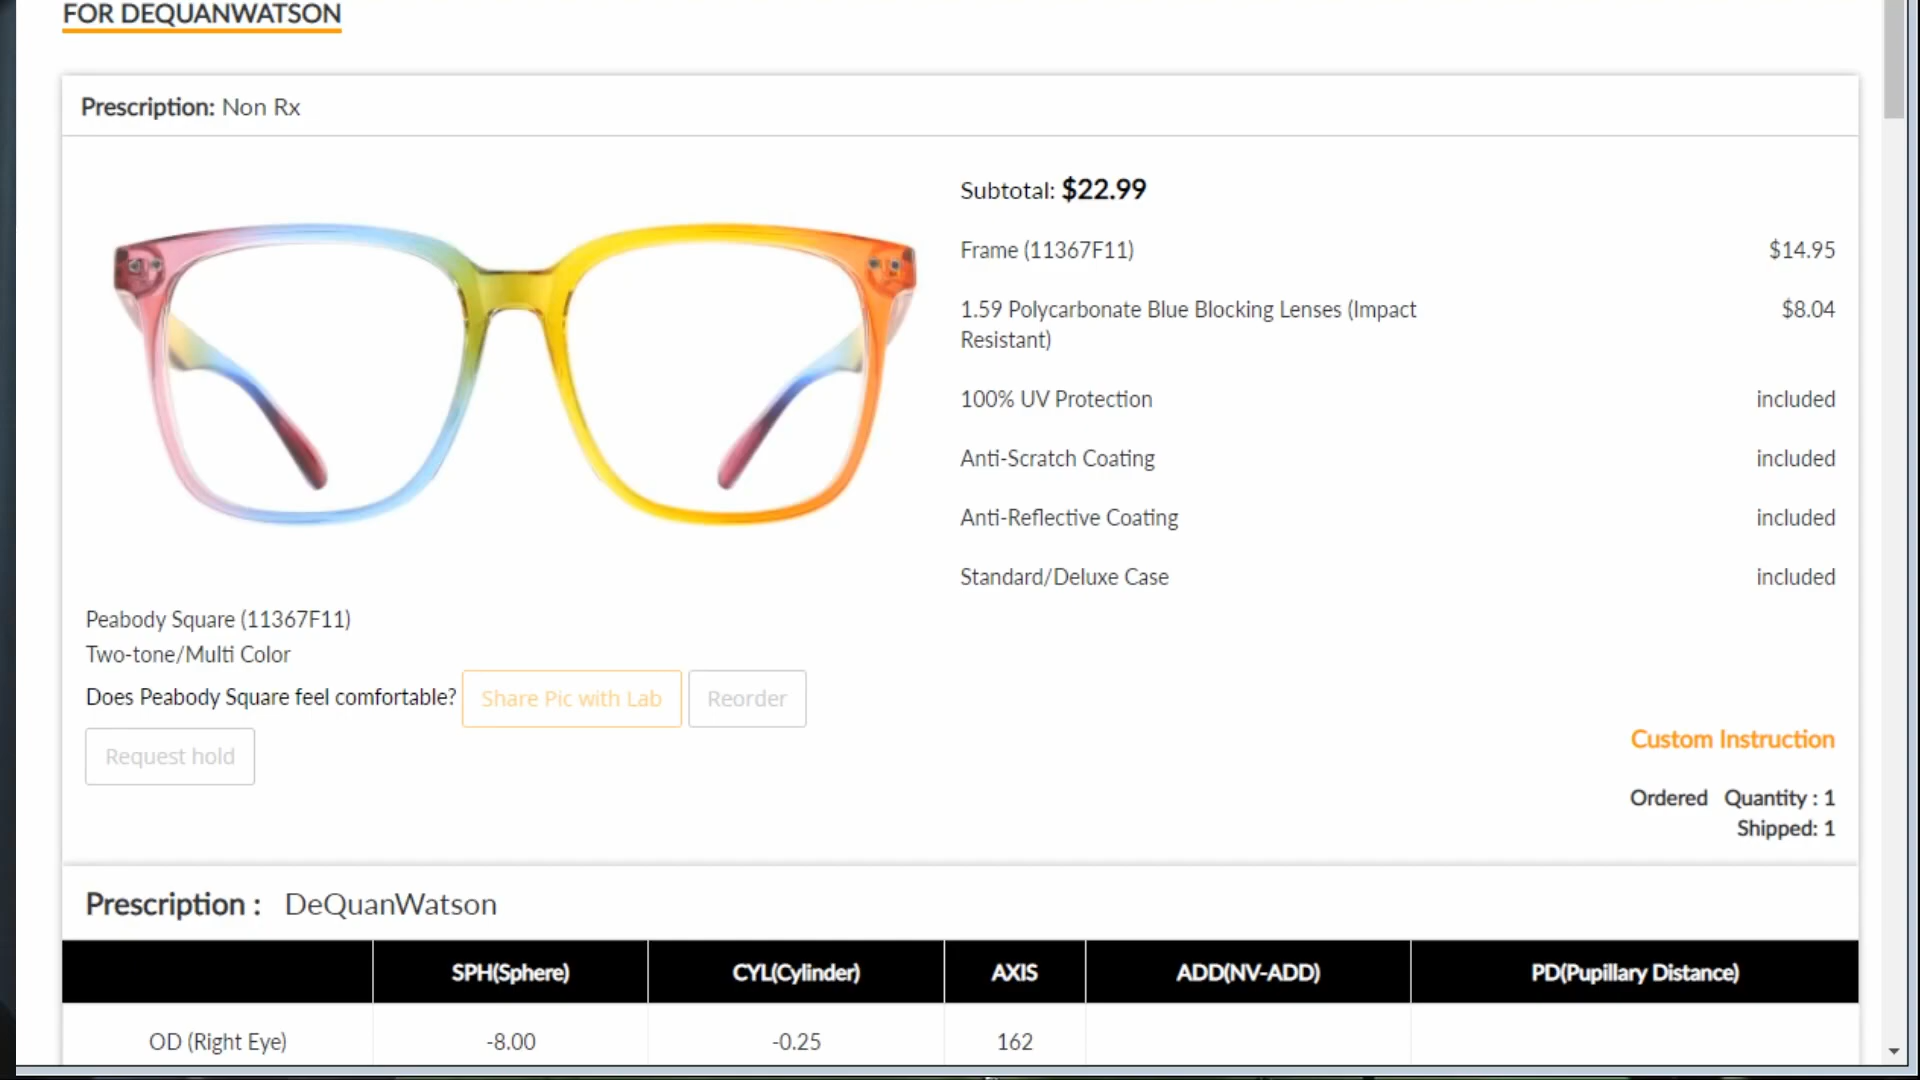 FOR DEQUANWATSON
Prescription: Non Rx
Subtotal: $22.99
Frame (11367F11) $14.95
1.59 Polycarbonate Blue Blocking Lenses (Impact $8.04
Resistant)
100% UV Protection included
Anti-Scratch Coating included
Anti-Reflective Coating included
Standard/Deluxe Case included
Peabody Square (11367F11)
Two-tone/Multi Color
Does Peabody Square feel comfortable? Share Pic with Lab Reorder
Request hold
Custom Instruction
Ordered Quantity : 1
Shipped: 1
Prescription : DeQuanWatson
SPH(Sphere) CYL(Cylinder) AXIS ADD(NV-ADD) PD(Pupillary Distance)
OD (Right Eye) -8.00 -0.25 162